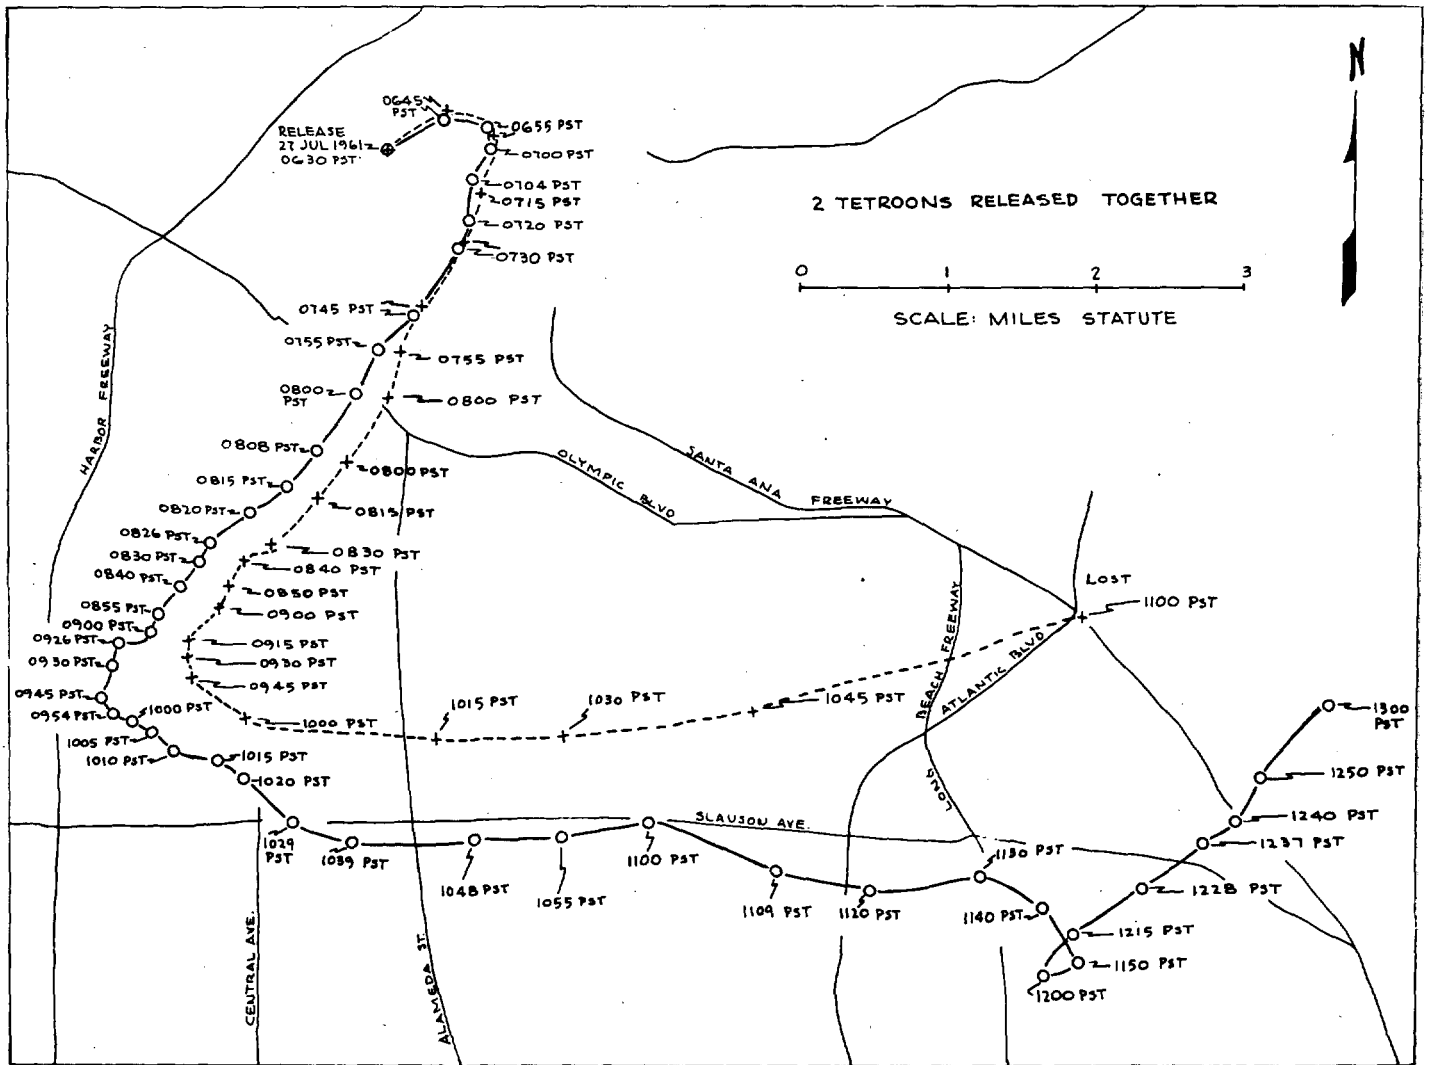 N
0645
PST
RELEASE
27 JUL 1961
0630 PST
0655 PST
0700 PST
0704 PST
0715 PST
0720 PST
0730 PST
2 TETROONS RELEASED TOGETHER
0 1 2 3
SCALE: MILES STATUTE
0745 PST
0755 PST
0755 PST
0800
PST
0800 PST
HARBOR FREEWAY
0808 PST
0800 PST
OLYMPIC BLVD
SANTA ANA FREEWAY
0815 PST
0815 PST
0820 PST
0826 PST
0830 PST
0830 PST
0840 PST
0840 PST
0850 PST
0855 PST
0900 PST
0900 PST
0926 PST
0915 PST
0930 PST
0930 PST
0945 PST
0945 PST
0954 PST
1000 PST
1000 PST
1005 PST
1010 PST
1015 PST
1020 PST
1015 PST
1030 PST
1045 PST
LOST
1100 PST
LONG BEACH FREEWAY
ATLANTIC BLVD
SLAUSON AVE.
1029
PST
1039 PST
1048 PST
1055 PST
1100 PST
1109 PST
1120 PST
1130 PST
1140 PST
1150 PST
1200 PST
1215 PST
1228 PST
1237 PST
1240 PST
1250 PST
1300
PST
CENTRAL AVE.
ALAMEDA ST.